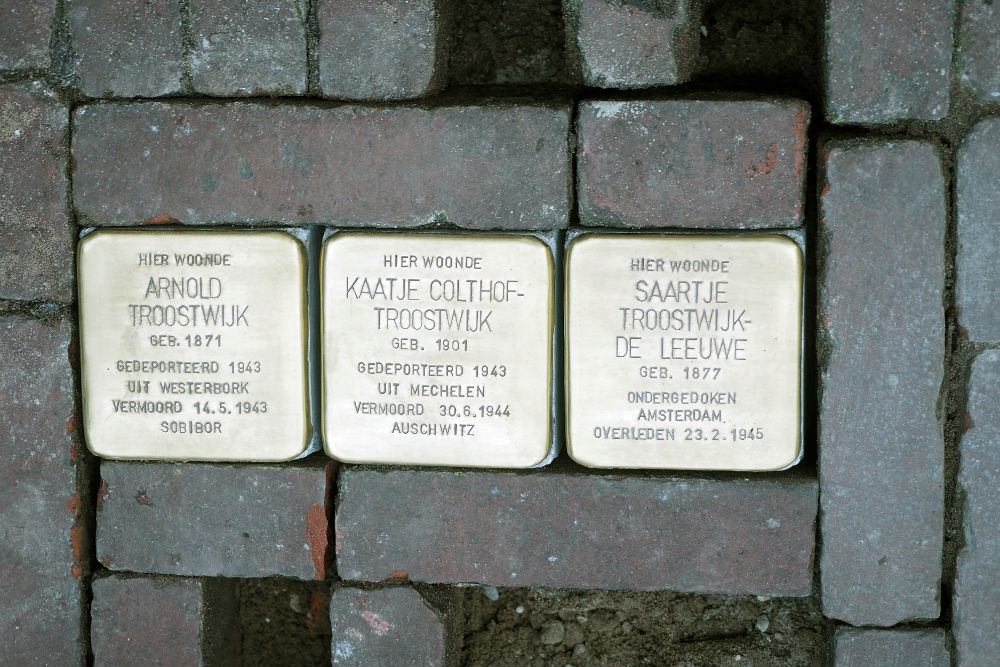 HIER WOONDE
ARNOLD
TROOSTWIJK
GEB. 1871
GEDEPORTEERD 1943
UIT WESTERBORK
VERMOORD 14.5.1943
SOBIBOR
HIER WOONDE
KAATJE COLTHOF-
TROOSTWIJK
GEB. 1901
GEDEPORTEERD 1943
UIT MECHELEN
VERMOORD 30.6.1944
AUSCHWITZ
HIER WOONDE
SAARTJE
TROOSTWIJK-
DE LEEUWE
GEB. 1877
ONDERGEDOKEN
AMSTERDAM
OVERLEDEN 23.2.1945